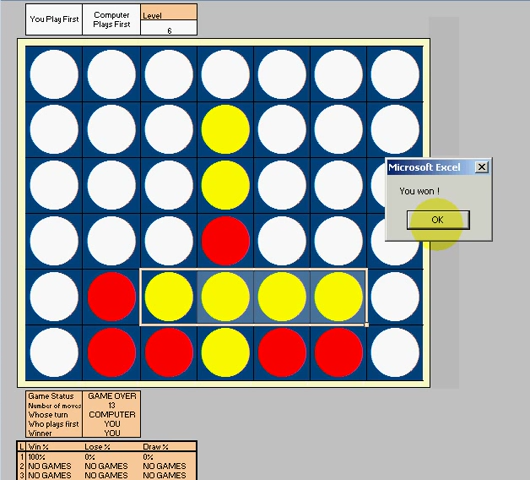 You Play First
Computer
Plays First
Level
6
Microsoft Excel
You won !
OK
Game Status GAME OVER
Number of moves 13
Whose turn COMPUTER
Who plays first YOU
Winner YOU
L Win % Lose % Draw %
1 100% 0% 0%
2 NO GAMES NO GAMES NO GAMES
3 NO GAMES NO GAMES NO GAMES